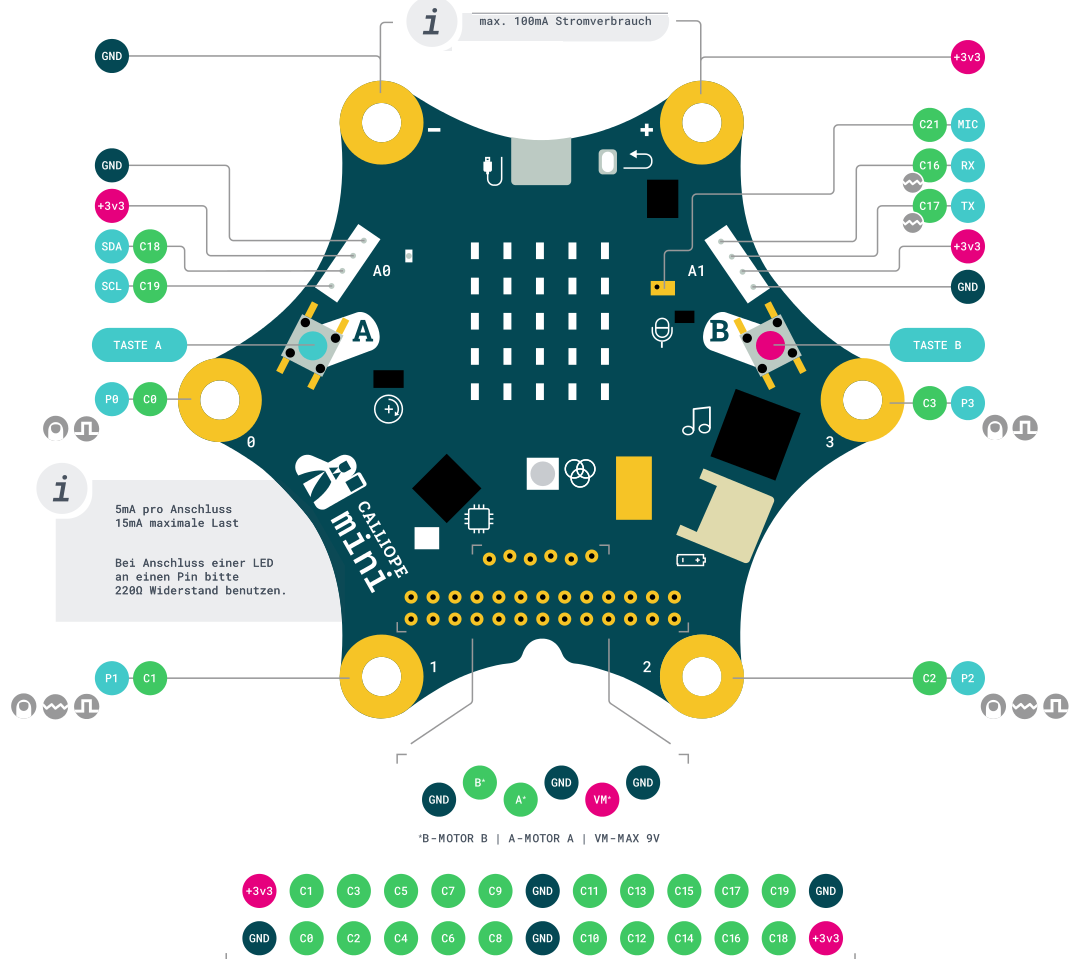 i
max. 100mA Stromverbrauch
GND
+3v3
−
+
C21 MIC
GND
C16 RX
+3v3
C17 TX
SDA C18
+3v3
A0
A1
SCL C19
GND
TASTE A
A
B
TASTE B
P0 C0
C3 P3
0
3
i
5mA pro Anschluss
15mA maximale Last
Bei Anschluss einer LED
an einen Pin bitte
220Ω Widerstand benutzen.
CALLIOPE
mini
P1 C1
1
2
C2 P2
GND B* A* GND VM* GND
*B-MOTOR B | A-MOTOR A | VM-MAX 9V
+3v3 C1 C3 C5 C7 C9 GND C11 C13 C15 C17 C19 GND
GND C0 C2 C4 C6 C8 GND C10 C12 C14 C16 C18 +3v3